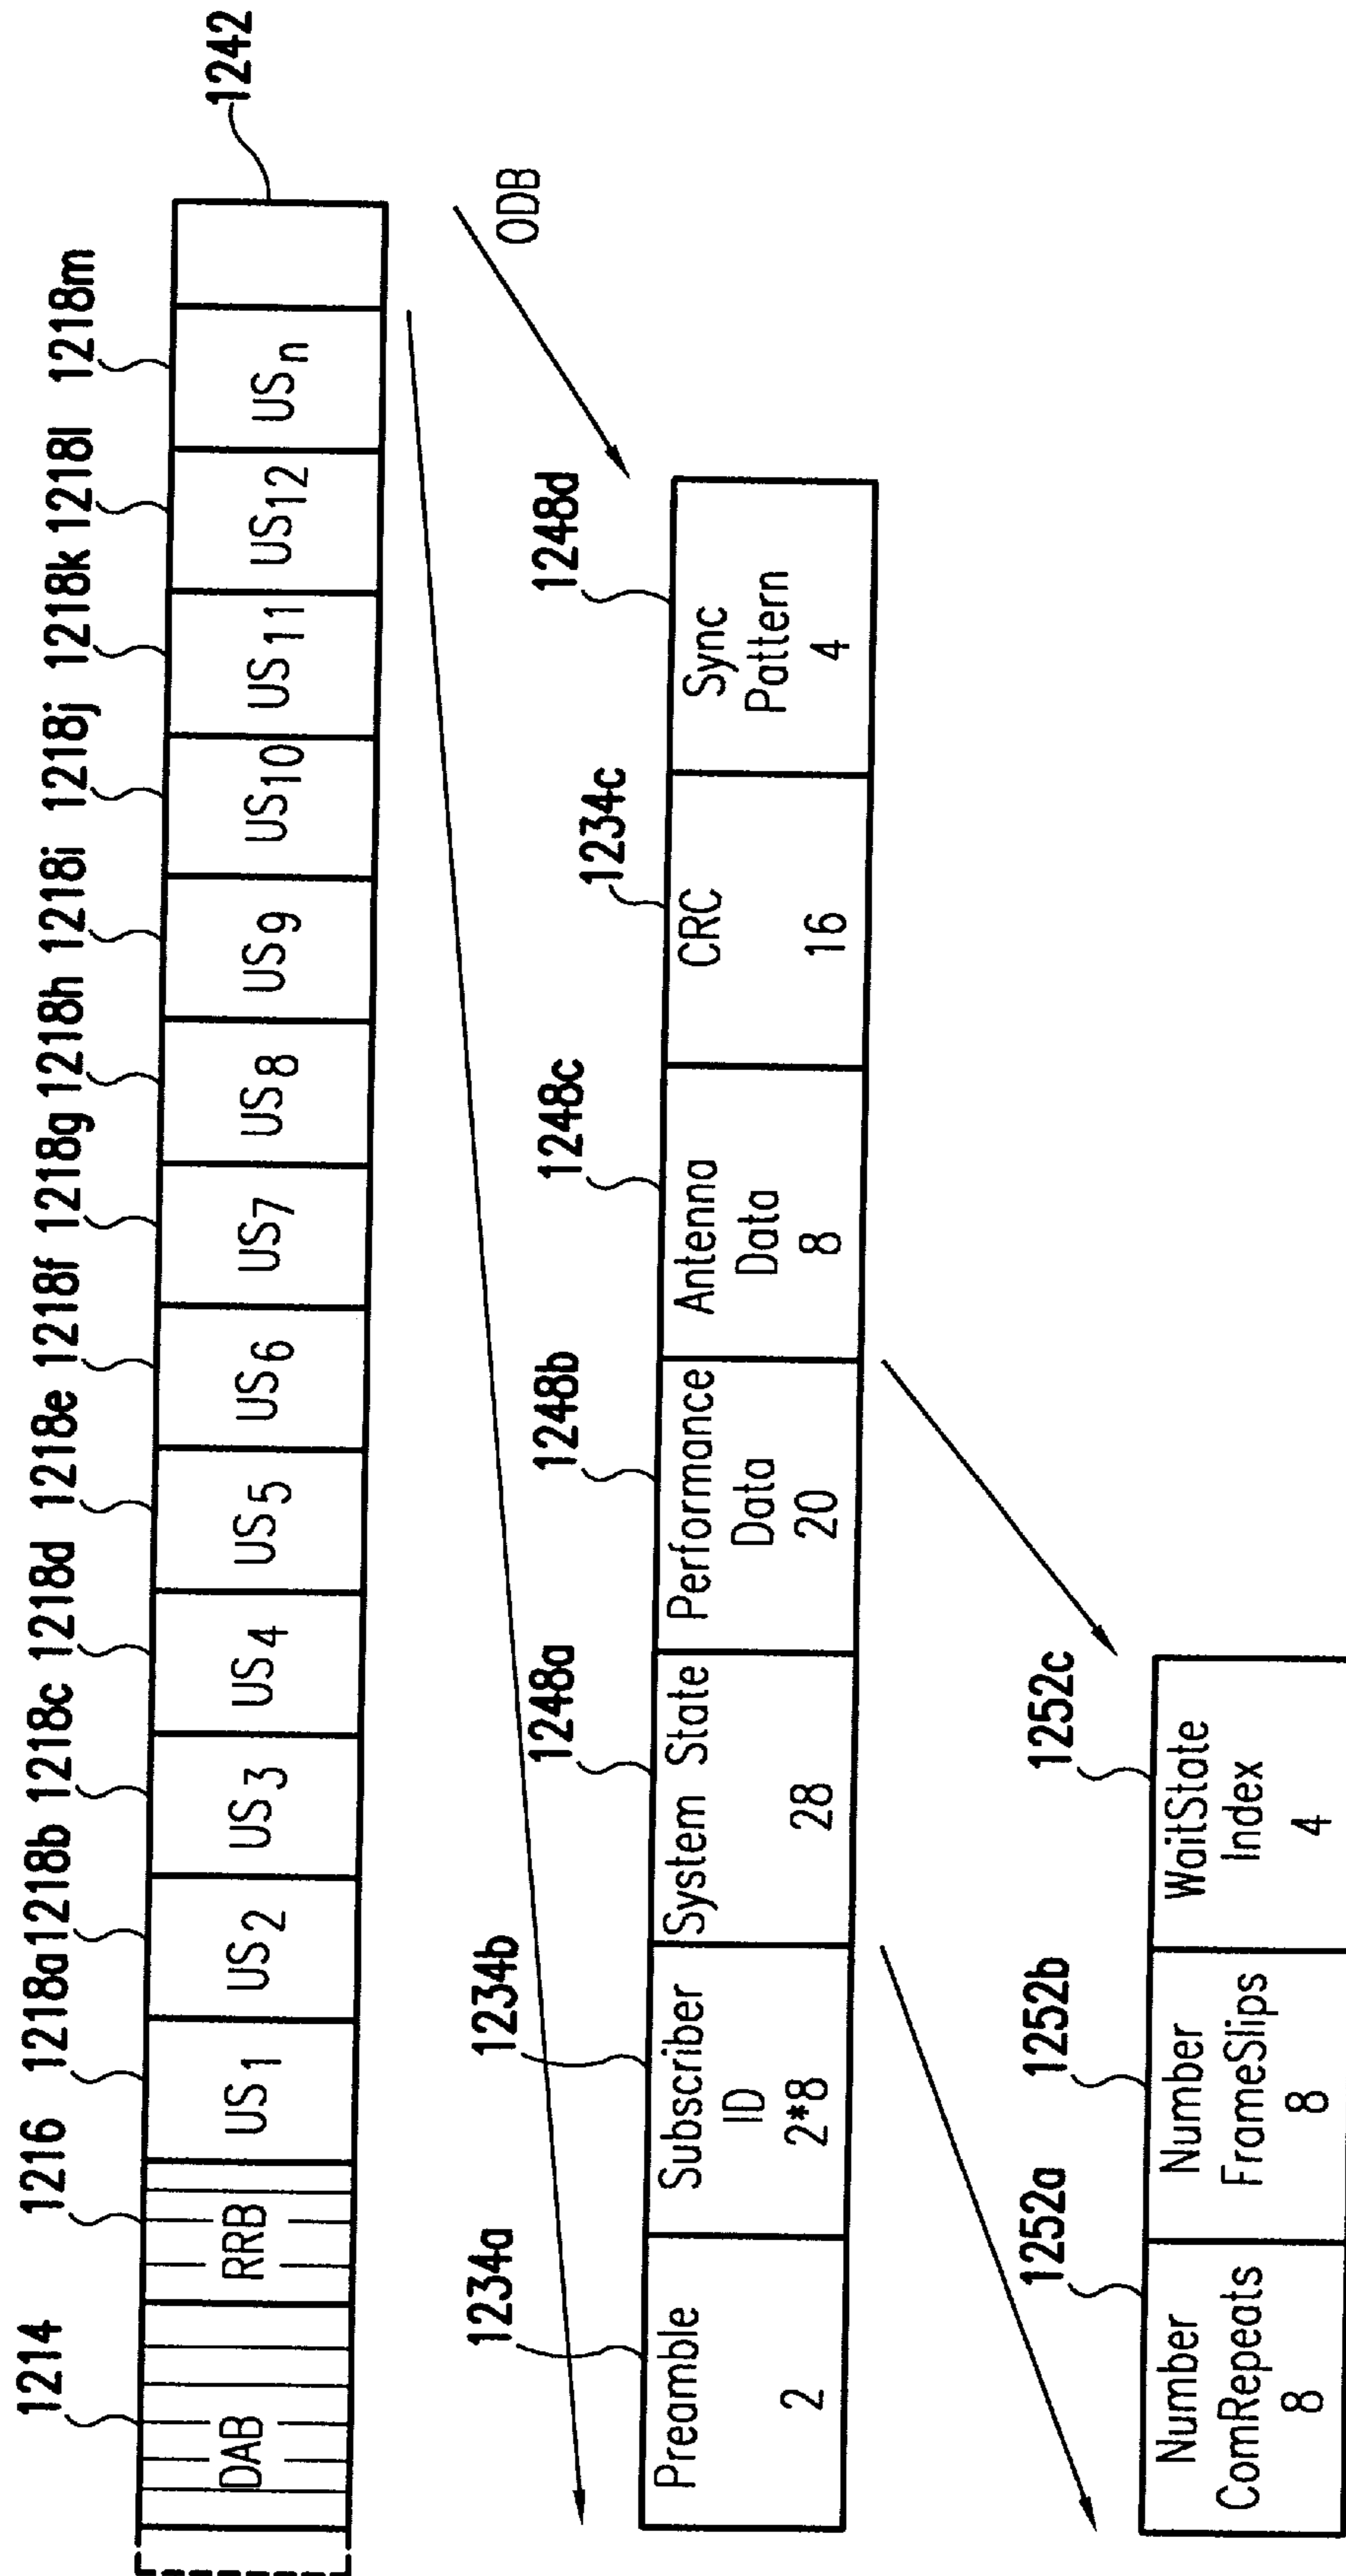 1214 1216 1218a 1218b 1218c 1218d 1218e 1218f 1218g 1218h 1218i 1218j 1218k 1218l 1218m
DAB RRB US1 US2 US3 US4 US5 US6 US7 US8 US9 US10 US11 US12 USn
1242
ODB
1234a 1234b 1248a 1248b 1248c 1234c 1248d
Preamble
2
Subscriber
ID
2*8
System State
28
Performance
Data
20
Antenna
Data
8
CRC
16
Sync
Pattern
4
1252a 1252b 1252c
Number
ComRepeats
8
Number
FrameSlips
8
WaitState
Index
4